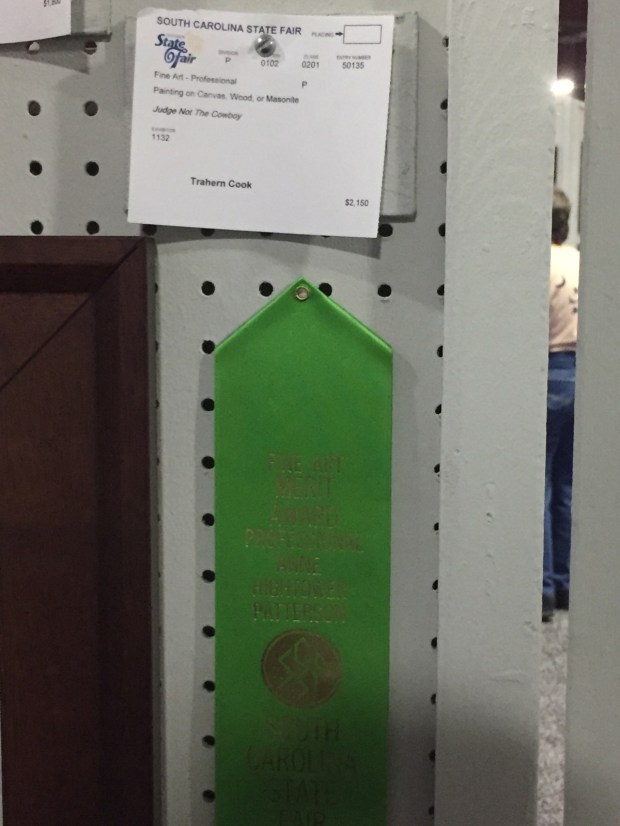 $1,800
SOUTH CAROLINA STATE FAIR
PLACING
State Fair
DIVISION
P
0102
CLASS
0201
ENTRY NUMBER
50135
Fine Art - Professional
P
Painting on Canvas, Wood, or Masonite
Judge Not The Cowboy
EXHIBITOR
1132
Trahern Cook
$2,150
FINE ART
MERIT
AWARD
PROFESSIONAL
ANNE
HIGHTOWER
PATTERSON
SOUTH
CAROLINA
STATE
FAIR